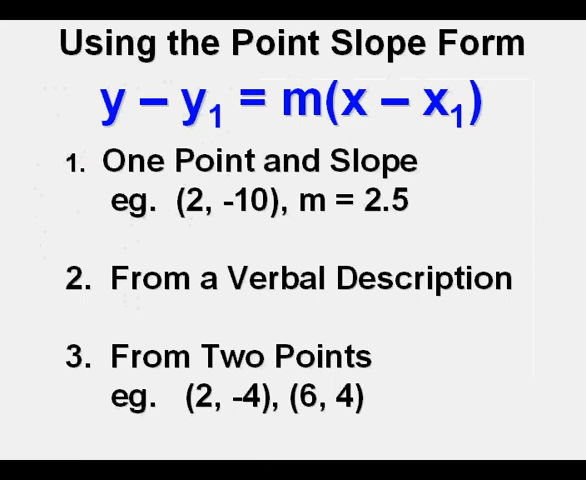 Using the Point Slope Form
y – y₁ = m(x – x₁)
1. One Point and Slope
eg. (2, -10), m = 2.5
2. From a Verbal Description
3. From Two Points
eg. (2, -4), (6, 4)